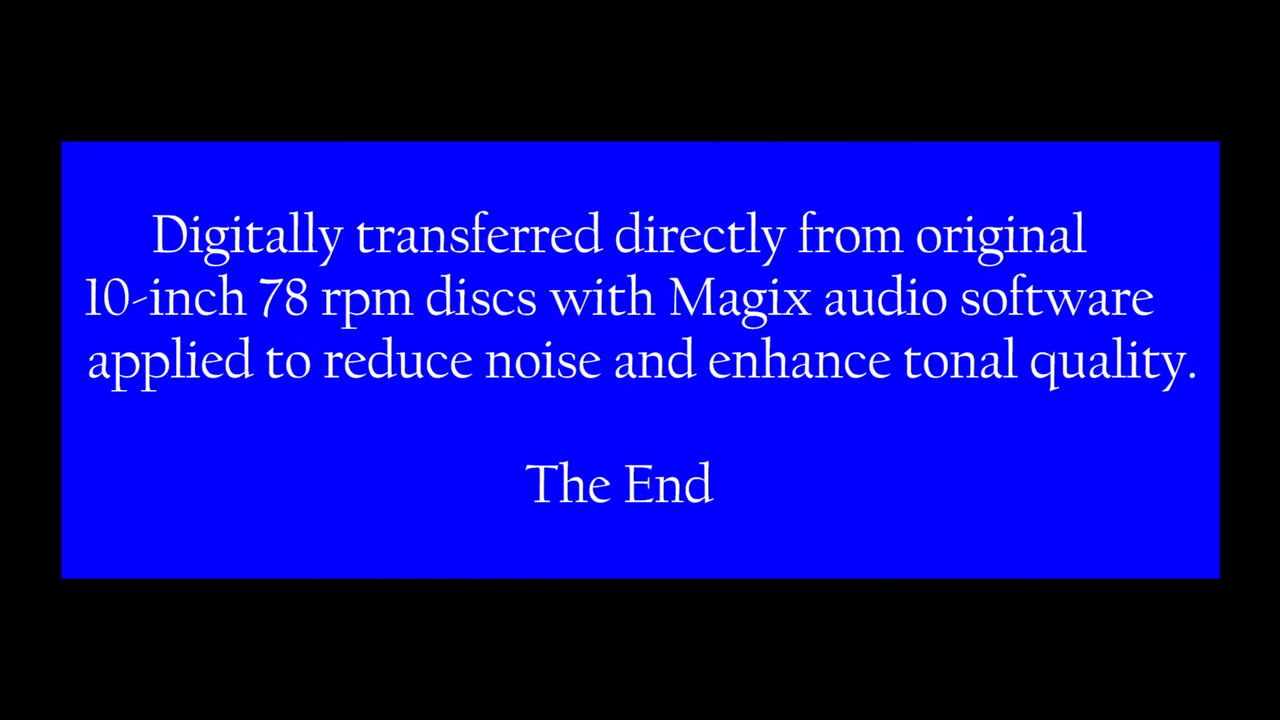 Digitally transferred directly from original
10-inch 78 rpm discs with Magix audio software
applied to reduce noise and enhance tonal quality.
The End